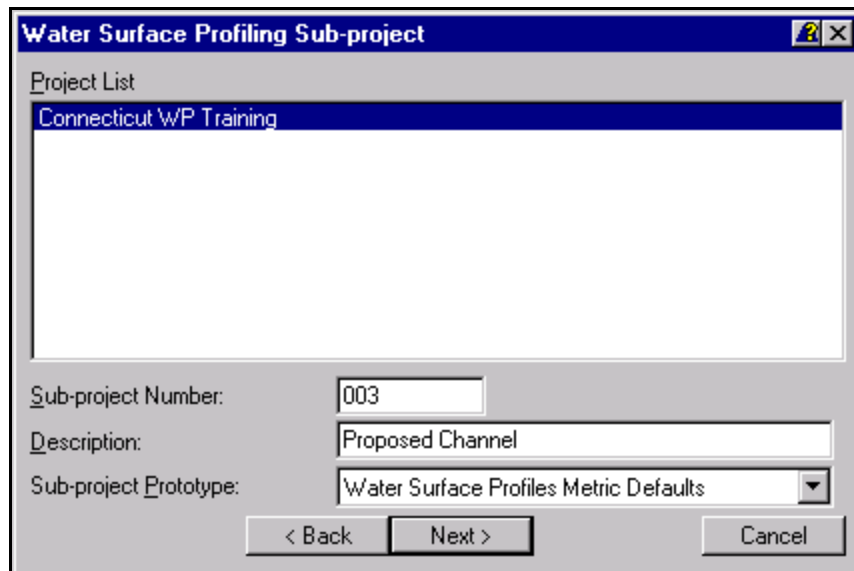 Water Surface Profiling Sub-project
Project List
Connecticut WP Training
Sub-project Number: 003
Description: Proposed Channel
Sub-project Prototype: Water Surface Profiles Metric Defaults
< Back Next > Cancel